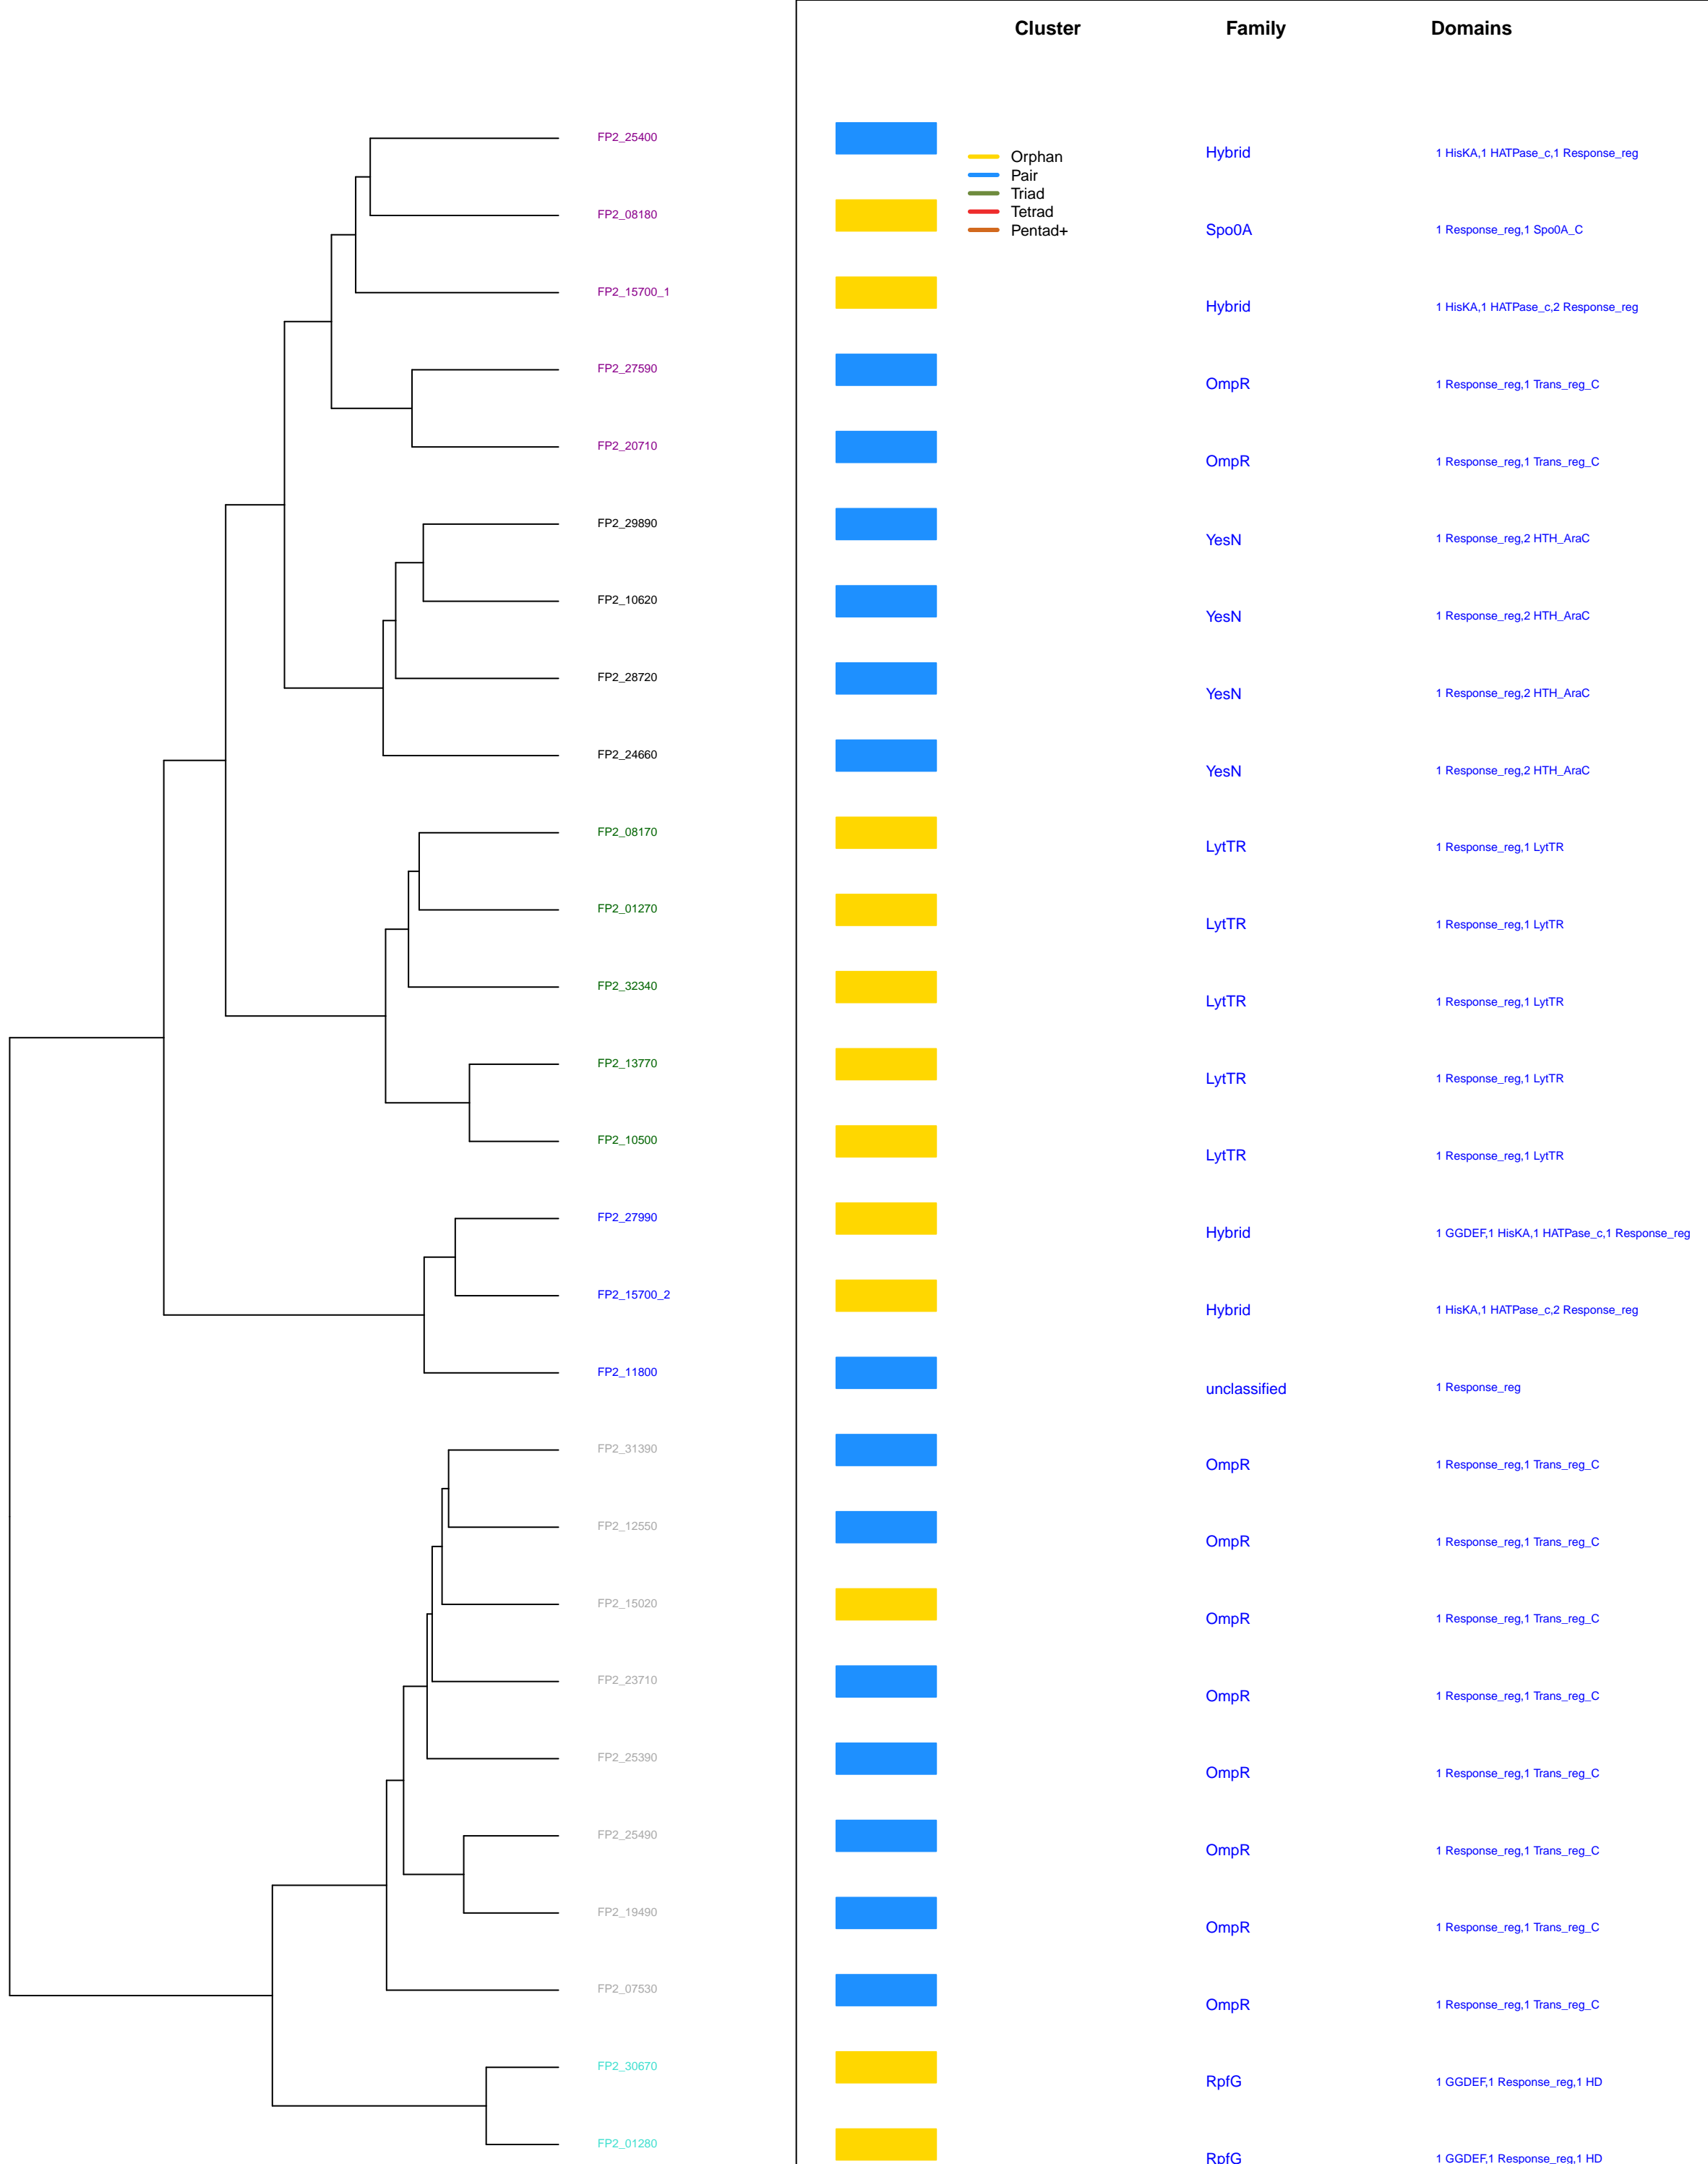 Cluster Family Domains
FP2_25400 Hybrid 1 HisKA,1 HATPase_c,1 Response_reg
Orphan
Pair
Triad
Tetrad
Pentad+
FP2_08180 Spo0A 1 Response_reg,1 Spo0A_C
FP2_15700_1 Hybrid 1 HisKA,1 HATPase_c,2 Response_reg
FP2_27590 OmpR 1 Response_reg,1 Trans_reg_C
FP2_20710 OmpR 1 Response_reg,1 Trans_reg_C
FP2_29890 YesN 1 Response_reg,2 HTH_AraC
FP2_10620 YesN 1 Response_reg,2 HTH_AraC
FP2_28720 YesN 1 Response_reg,2 HTH_AraC
FP2_24660 YesN 1 Response_reg,2 HTH_AraC
FP2_08170 LytTR 1 Response_reg,1 LytTR
FP2_01270 LytTR 1 Response_reg,1 LytTR
FP2_32340 LytTR 1 Response_reg,1 LytTR
FP2_13770 LytTR 1 Response_reg,1 LytTR
FP2_10500 LytTR 1 Response_reg,1 LytTR
FP2_27990 Hybrid 1 GGDEF,1 HisKA,1 HATPase_c,1 Response_reg
FP2_15700_2 Hybrid 1 HisKA,1 HATPase_c,2 Response_reg
FP2_11800 unclassified 1 Response_reg
FP2_31390 OmpR 1 Response_reg,1 Trans_reg_C
FP2_12550 OmpR 1 Response_reg,1 Trans_reg_C
FP2_15020 OmpR 1 Response_reg,1 Trans_reg_C
FP2_23710 OmpR 1 Response_reg,1 Trans_reg_C
FP2_25390 OmpR 1 Response_reg,1 Trans_reg_C
FP2_25490 OmpR 1 Response_reg,1 Trans_reg_C
FP2_19490 OmpR 1 Response_reg,1 Trans_reg_C
FP2_07530 OmpR 1 Response_reg,1 Trans_reg_C
FP2_30670 RpfG 1 GGDEF,1 Response_reg,1 HD
FP2_01280 RpfG 1 GGDEF,1 Response_reg,1 HD